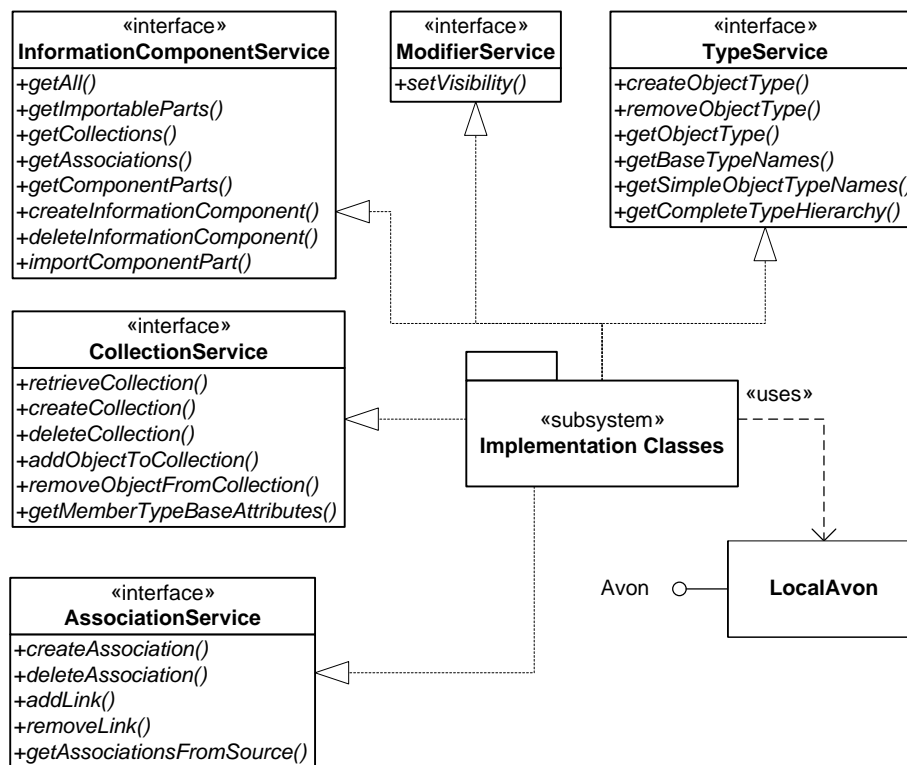 «interface»
InformationComponentService
+getAll()
+getImportableParts()
+getCollections()
+getAssociations()
+getComponentParts()
+createInformationComponent()
+deleteInformationComponent()
+importComponentPart()
«interface»
ModifierService
+setVisibility()
«interface»
TypeService
+createObjectType()
+removeObjectType()
+getObjectType()
+getBaseTypeNames()
+getSimpleObjectTypeNames()
+getCompleteTypeHierarchy()
«interface»
CollectionService
+retrieveCollection()
+createCollection()
+deleteCollection()
+addObjectToCollection()
+removeObjectFromCollection()
+getMemberTypeBaseAttributes()
«subsystem»
Implementation Classes
«uses»
Avon
LocalAvon
«interface»
AssociationService
+createAssociation()
+deleteAssociation()
+addLink()
+removeLink()
+getAssociationsFromSource()